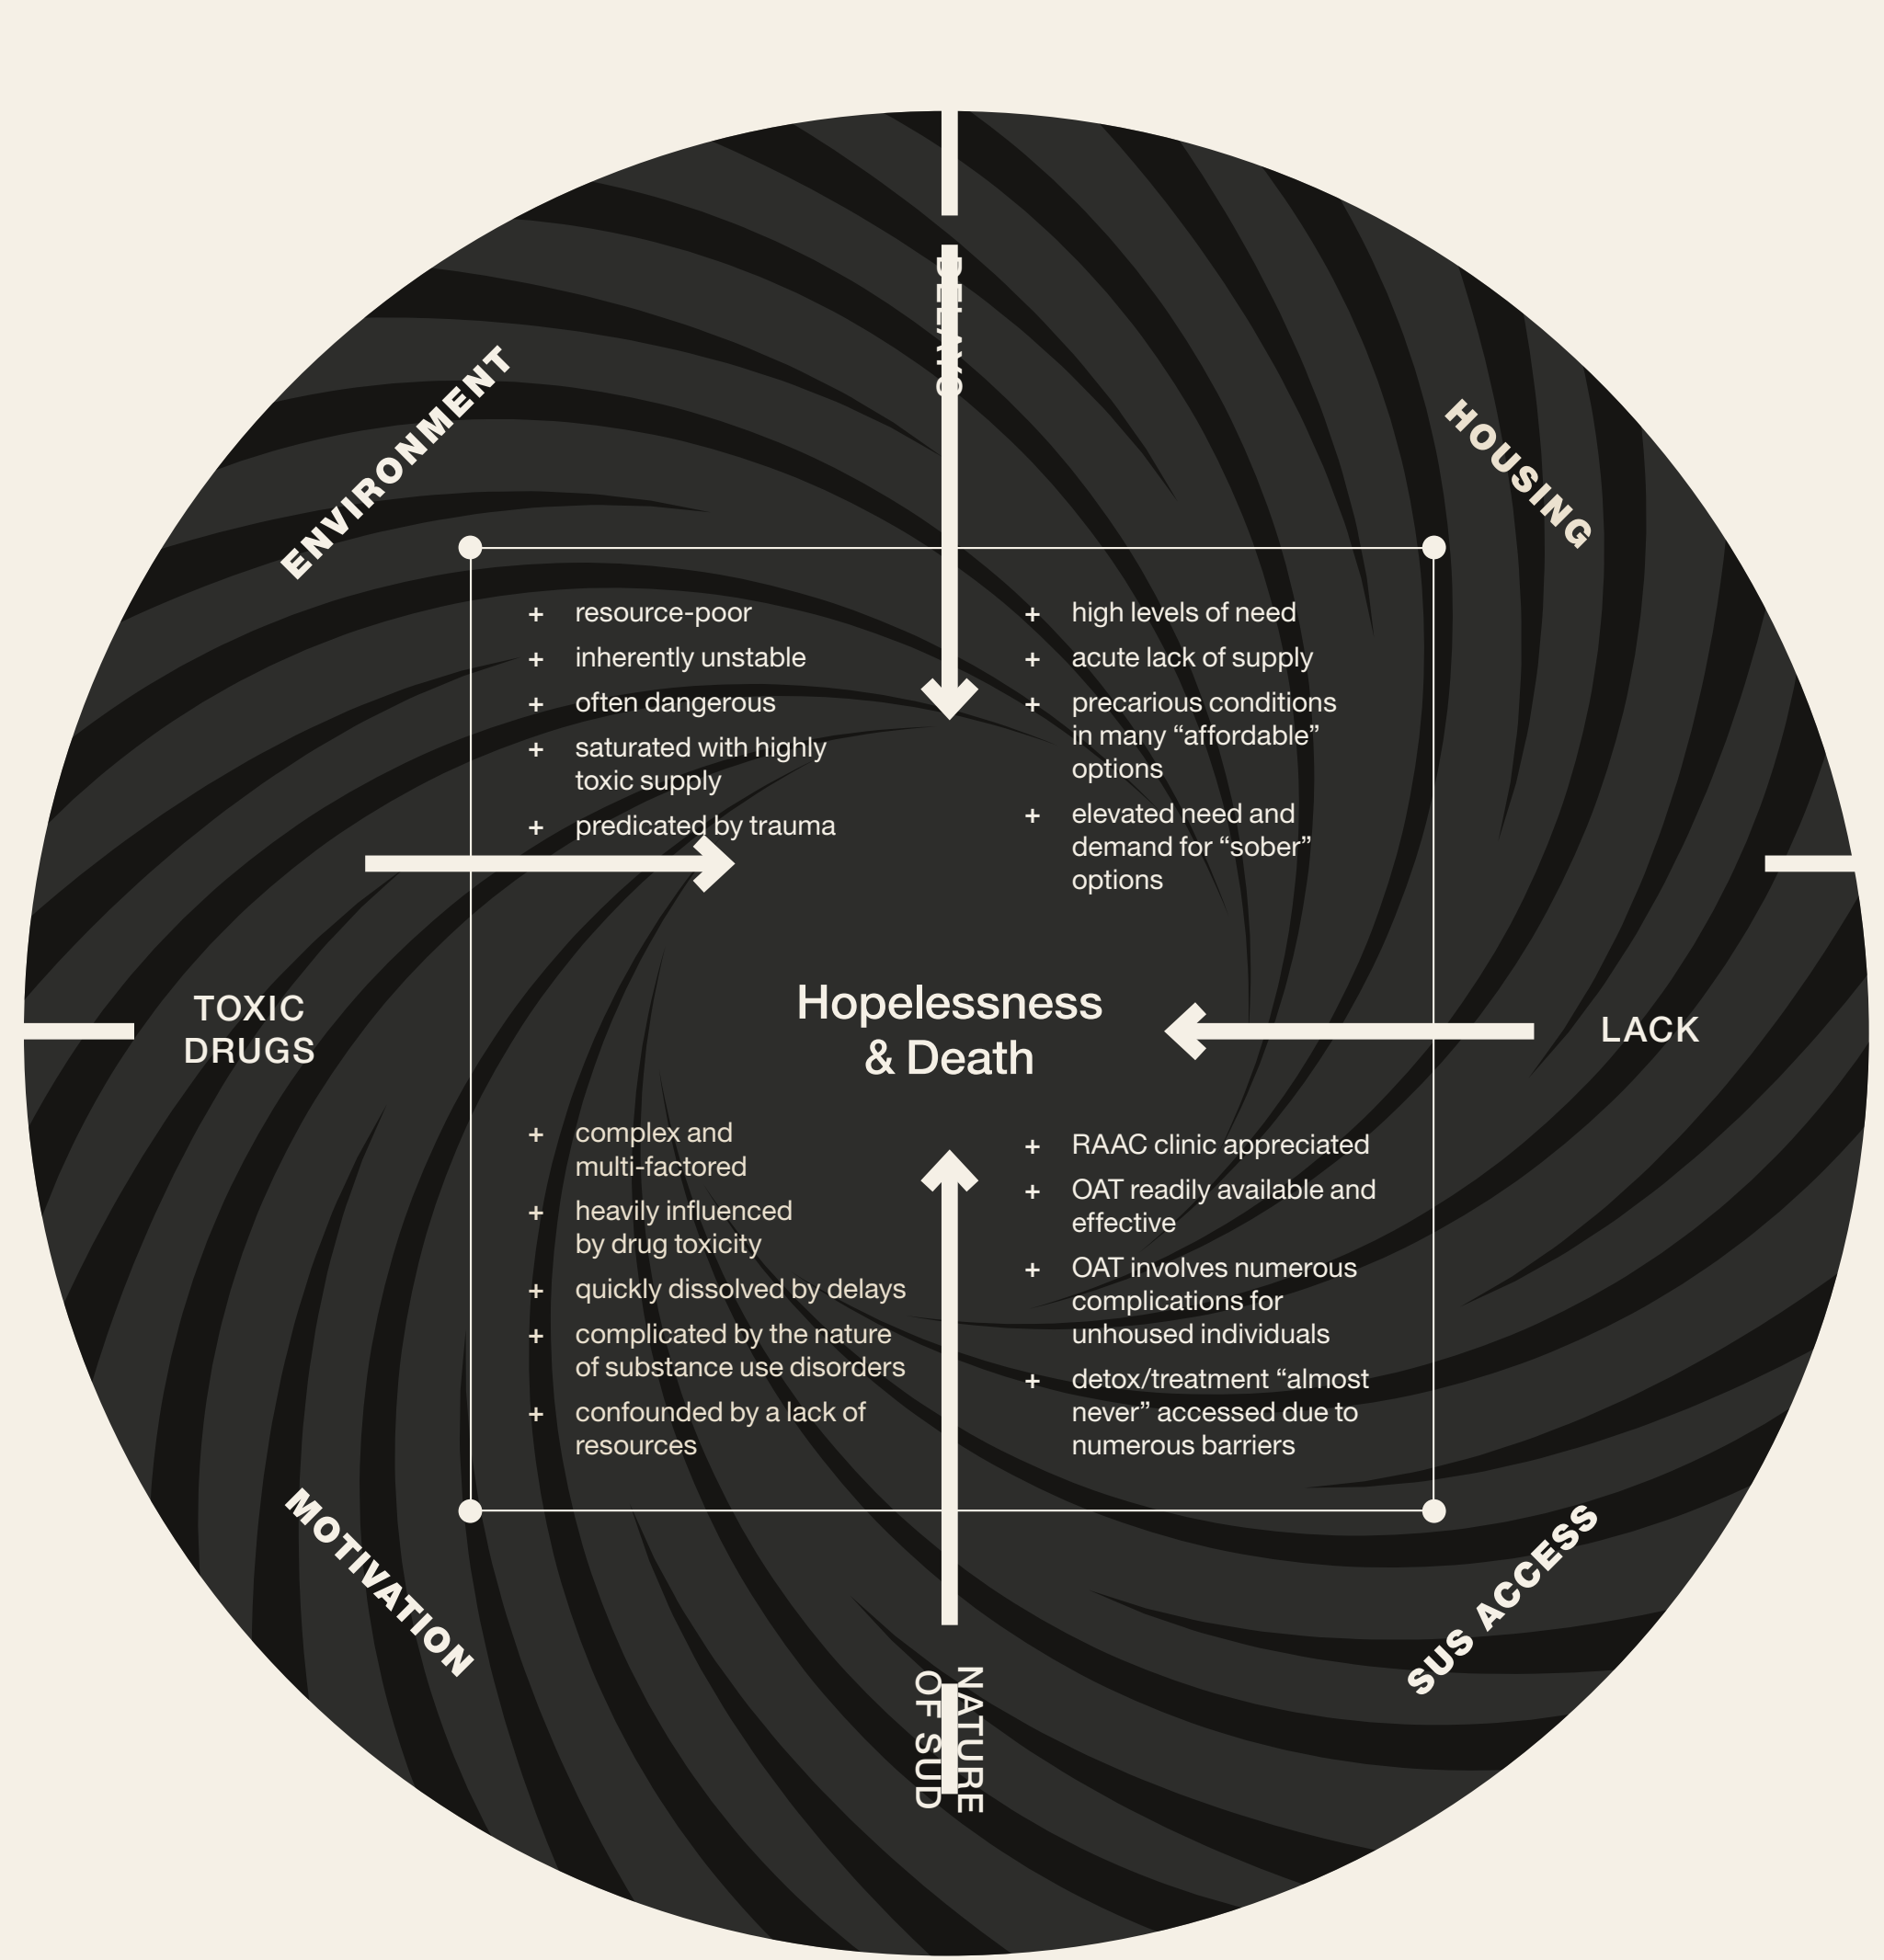 DELAYS
ENVIRONMENT
HOUSING
+ resource-poor
+ inherently unstable
+ often dangerous
+ saturated with highly
toxic supply
+ predicated by trauma
+ high levels of need
+ acute lack of supply
+ precarious conditions
in many “affordable”
options
+ elevated need and
demand for “sober”
options
TOXIC
DRUGS
Hopelessness
& Death
LACK
+ complex and
multi-factored
+ heavily influenced
by drug toxicity
+ quickly dissolved by delays
+ complicated by the nature
of substance use disorders
+ confounded by a lack of
resources
+ RAAC clinic appreciated
+ OAT readily available and
effective
+ OAT involves numerous
complications for
unhoused individuals
+ detox/treatment “almost
never” accessed due to
numerous barriers
MOTIVATION
SUS ACCESS
NATURE
OF SUD